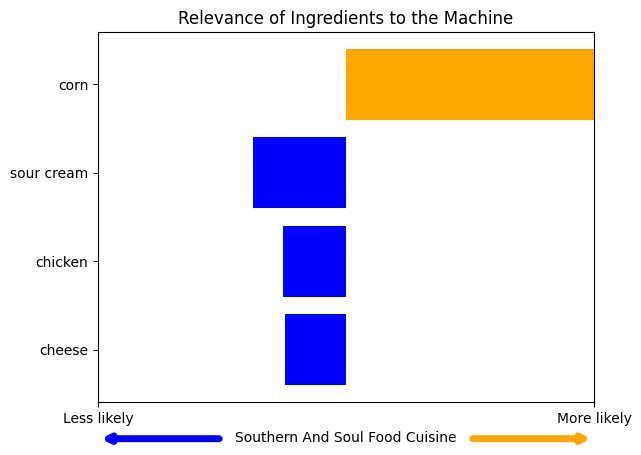 Relevance of Ingredients to the Machine
corn
sour cream
chicken
cheese
Less likely
More likely
Southern And Soul Food Cuisine